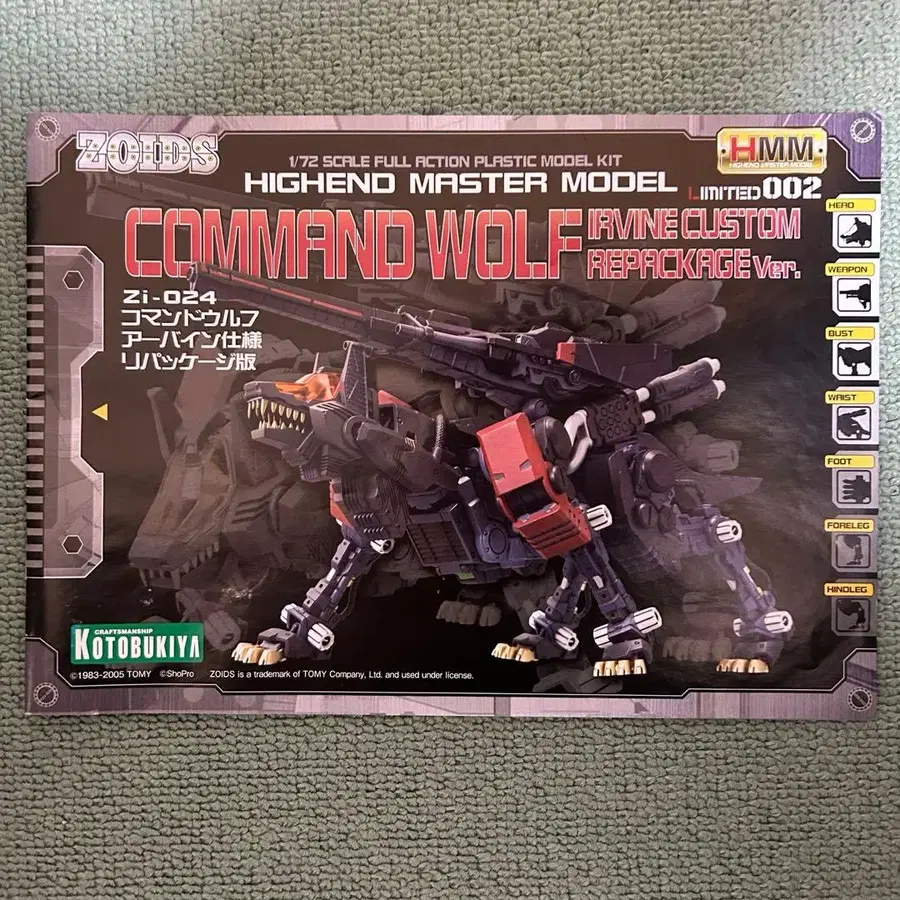 ZOIDS
1/72 SCALE FULL ACTION PLASTIC MODEL KIT
HIGHEND MASTER MODEL
HMM
HIGHEND MASTER MODEL
LIMITED 002
COMMAND WOLF IRVINE CUSTOM
REPACKAGE Ver.
Zi-024
コマンドウルフ
アーバイン仕様
リパッケージ版
HEAD
WEAPON
BUST
WAIST
FOOT
FORELEG
HINDLEG
CRAFTSMANSHIP
KOTOBUKIYA
©1983-2005 TOMY ©ShoPro ZOIDS is a trademark of TOMY Company, Ltd. and used under license.